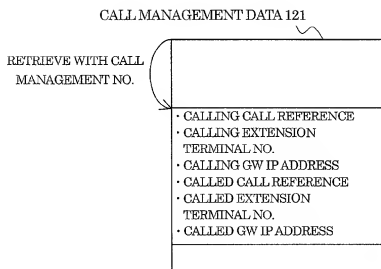 CALL MANAGEMENT DATA 121
RETRIEVE WITH CALL
MANAGEMENT NO.
・CALLING CALL REFERENCE
・CALLING EXTENSION
TERMINAL NO.
・CALLING GW IP ADDRESS
・CALLED CALL REFERENCE
・CALLED EXTENSION
TERMINAL NO.
・CALLED GW IP ADDRESS